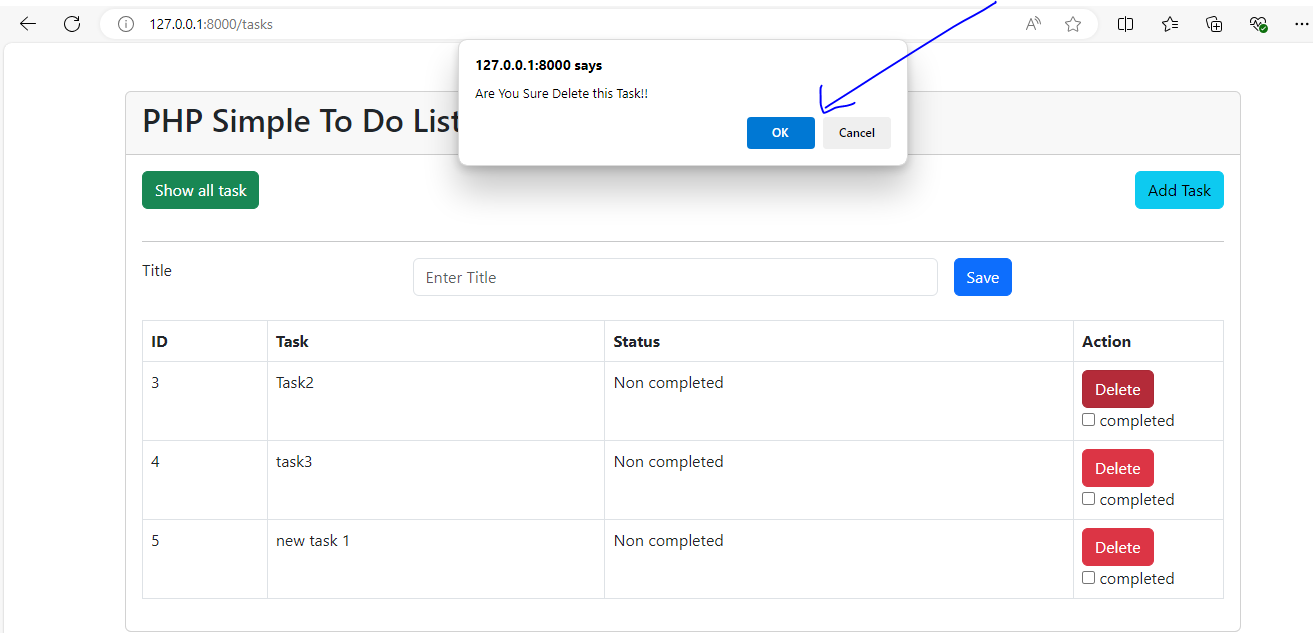 127.0.0.1:8000/tasks
127.0.0.1:8000 says
Are You Sure Delete this Task!!
OK Cancel
PHP Simple To Do List
Show all task Add Task
Title Enter Title Save
ID Task Status Action
3 Task2 Non completed Delete
completed
4 task3 Non completed Delete
completed
5 new task 1 Non completed Delete
completed